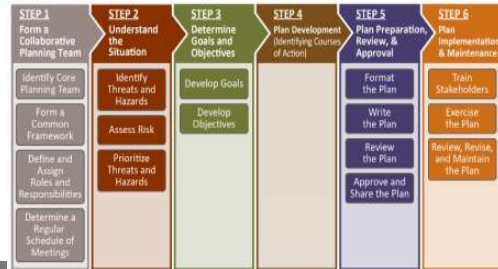 STEP 1
Form a
Collaborative
Planning Team
Identify Core
Planning Team
Form a
Common
Framework
Define and
Assign
Roles and
Responsibilities
Determine a
Regular
Schedule of
Meetings
STEP 2
Understand
the
Situation
Identify
Threats and
Hazards
Assess Risk
Prioritize
Threats and
Hazards
STEP 3
Determine
Goals and
Objectives
Develop Goals
Develop
Objectives
STEP 4
Plan Development
(Identifying Courses
of Action)
STEP 5
Plan Preparation,
Review, &
Approval
Format
the Plan
Write
the Plan
Review
the Plan
Approve and
Share the Plan
STEP 6
Plan
Implementation
& Maintenance
Train
Stakeholders
Exercise
the Plan
Review, Revise,
and Maintain
the Plan